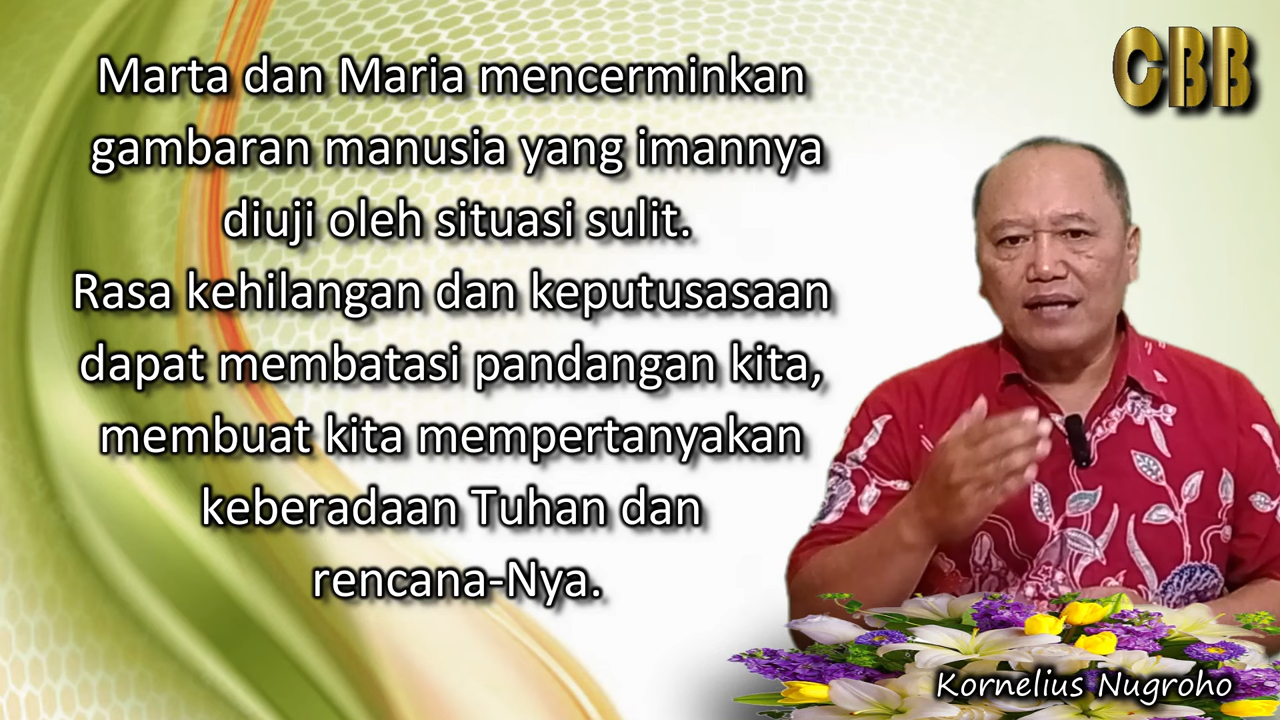 CBB
Marta dan Maria mencerminkan
gambaran manusia yang imannya
diuji oleh situasi sulit.
Rasa kehilangan dan keputusasaan
dapat membatasi pandangan kita,
membuat kita mempertanyakan
keberadaan Tuhan dan
rencana-Nya.
Kornelius Nugroho